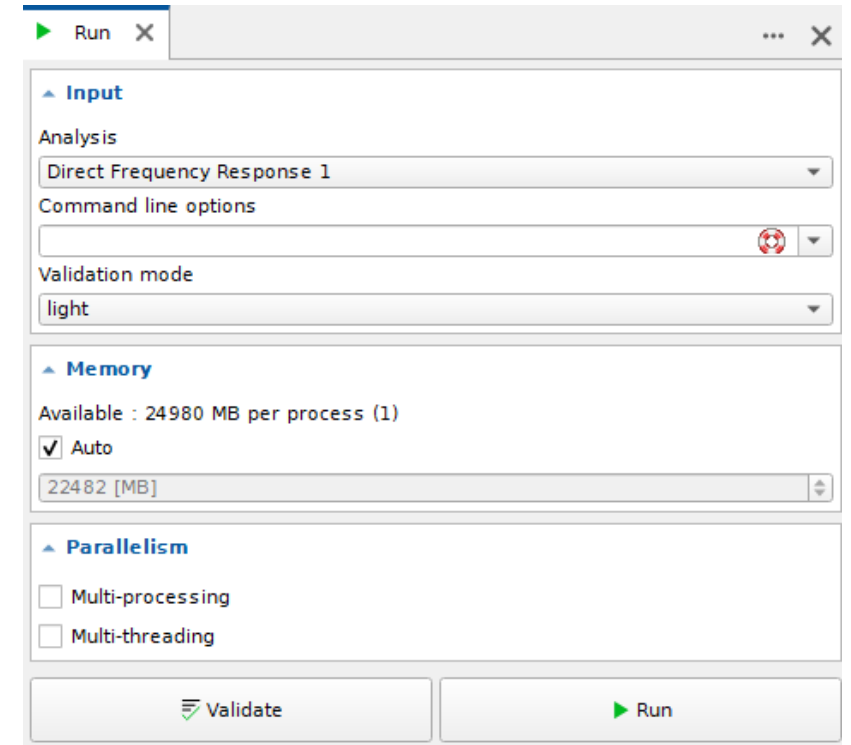 Run
Input
Analysis
Direct Frequency Response 1
Command line options
Validation mode
light
Memory
Available : 24980 MB per process (1)
Auto
22482 [MB]
Parallelism
Multi-processing
Multi-threading
Validate
Run